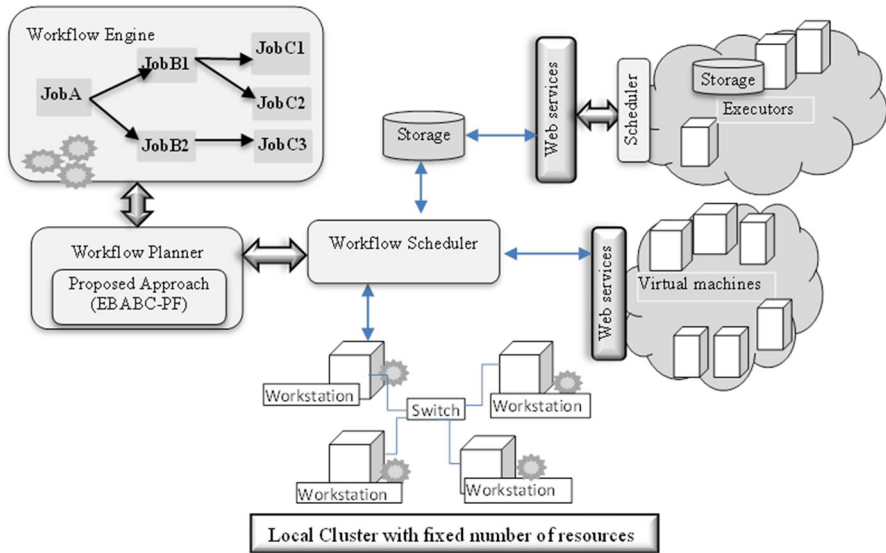 Workflow Engine
JobA
JobB1
JobB2
JobC1
JobC2
JobC3
Workflow Planner
Proposed Approach
(EBABC-PF)
Workflow Scheduler
Storage
Web services
Scheduler
Storage
Executors
Web services
Virtual machines
Workstation
Switch
Workstation
Workstation
Workstation
Local Cluster with fixed number of resources